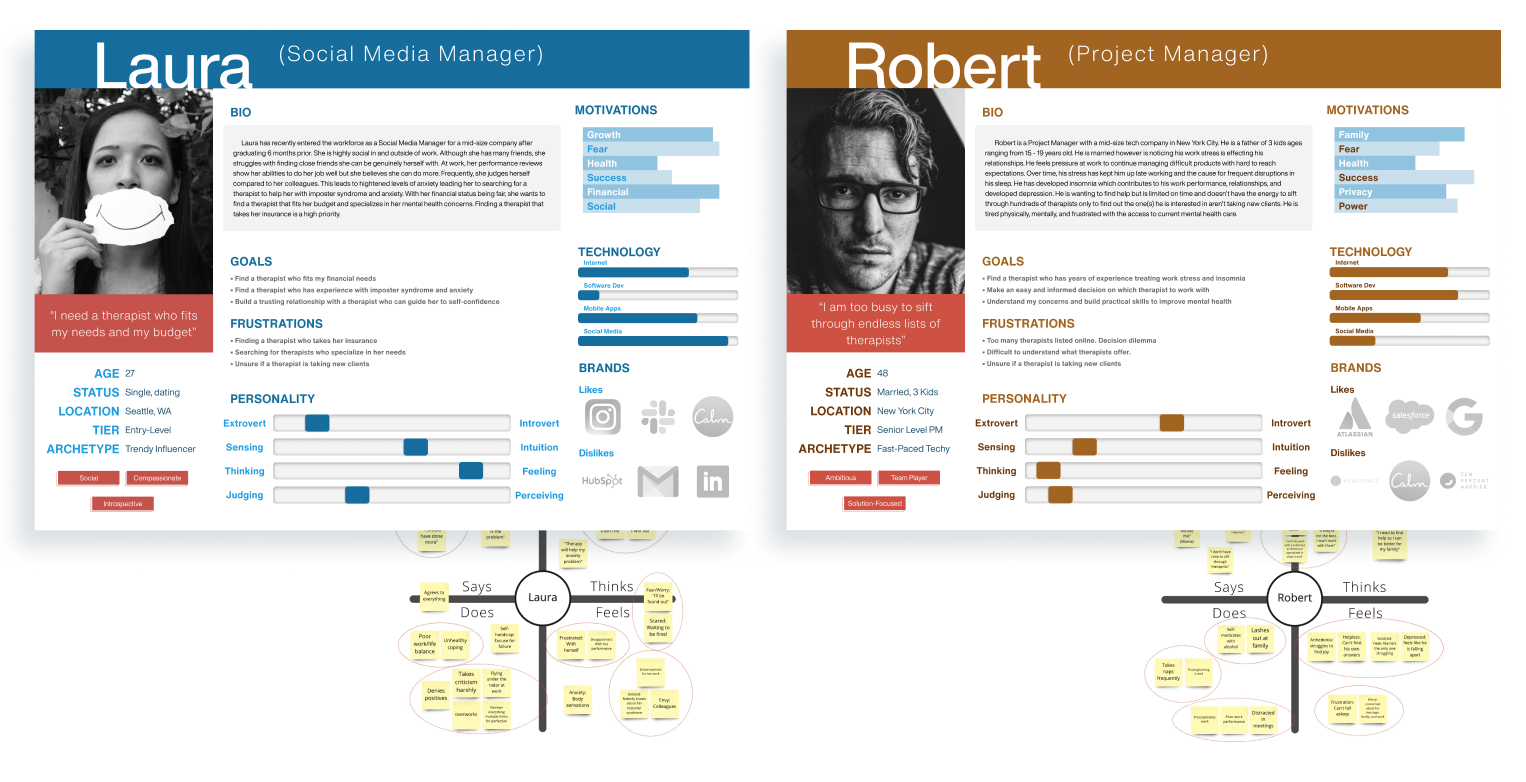 Laura (Social Media Manager)
BIO
Laura has recently entered the workforce as a Social Media Manager for a mid-size company after
graduating 6 months prior. She is highly social in and outside of work. Although she has many friends, she
struggles with finding close friends she can be genuinely herself with. At work, her performance reviews
show her abilities to do her job well but she believes she can do more. Frequently, she judges herself
compared to her colleagues. This leads to hightened levels of anxiety leading her to searching for a
therapist to help her with imposter syndrome and anxiety. With her financial status being fair, she wants to
find a therapist that fits her budget and specializes in her mental health concerns. Finding a therapist that
takes her insurance is a high priority.
MOTIVATIONS
Growth
Fear
Health
Success
Financial
Social
"I need a therapist who fits
my needs and my budget"
GOALS
• Find a therapist who fits my financial needs
• Find a therapist who has experience with imposter syndrome and anxiety
• Build a trusting relationship with a therapist who can guide her to self-confidence
FRUSTRATIONS
• Finding a therapist who takes her insurance
• Searching for therapists who specialize in her needs
• Unsure if a therapist is taking new clients
TECHNOLOGY
Internet
Software Dev
Mobile Apps
Social Media
AGE 27
STATUS Single, dating
LOCATION Seattle, WA
TIER Entry-Level
ARCHETYPE Trendy Influencer
Social
Compassionate
Introspective
PERSONALITY
Extrovert Introvert
Sensing Intuition
Thinking Feeling
Judging Perceiving
BRANDS
Likes
Calm
Dislikes
HubSpot
in
Robert (Project Manager)
BIO
Robert is a Project Manager with a mid-size tech company in New York City. He is a father of 3 kids ages
ranging from 15 - 19 years old. He is married however is noticing his work stress is effecting his
relationships. He feels pressure at work to continue managing difficult products with hard to reach
expectations. Over time, his stress has kept him up late working and the cause for frequent disruptions in
his sleep. He has developed insomnia which contributes to his work performance, relationships, and
developed depression. He is wanting to find help but is limited on time and doesn't have the energy to sift
through hundreds of therapists only to find out the one(s) he is interested in aren't taking new clients. He is
tired physically, mentally, and frustrated with the access to current mental health care.
MOTIVATIONS
Family
Fear
Health
Success
Privacy
Power
"I am too busy to sift
through endless lists of
therapists"
GOALS
• Find a therapist who has years of experience treating work stress and insomnia
• Make an easy and informed decision on which therapist to work with
• Understand my concerns and build practical skills to improve mental health
FRUSTRATIONS
• Too many therapists listed online. Decision dilemma
• Difficult to understand what therapists offer.
• Unsure if a therapist is taking new clients
TECHNOLOGY
Internet
Software Dev
Mobile Apps
Social Media
AGE 48
STATUS Married, 3 Kids
LOCATION New York City
TIER Senior Level PM
ARCHETYPE Fast-Paced Techy
Ambitious
Team Player
Solution-Focused
PERSONALITY
Extrovert Introvert
Sensing Intuition
Thinking Feeling
Judging Perceiving
BRANDS
Likes
ATLASSIAN
salesforce
G
Dislikes
HEADSPACE
Calm
TEN
PERCENT
HAPPIER
have done
more"
is the
problem"
"Therapy
will help my
anxiety
problem"
Says
Thinks
Laura
Does
Feels
Agrees to
everything
Fear/Worry:
"I'll be
found out"
Scared:
Waiting to
be fired
Poor
work/life
balance
Unhealthy
coping
Self-
handicap:
Excuse for
failure
Frustrated:
With
herself
Disappointed:
With her
performance
Denies
positives
Takes
criticism
harshly
Flying
under the
radar at
work
overworks
Anxiety:
Body
sensations
Envy:
Colleagues
"I don't have
time to sift
through
therapists"
"I need to find
help so I can
be better for
my family"
Says
Thinks
Robert
Does
Feels
Self-
medicates
with
alcohol
Lashes
out at
family
Takes
naps
frequently
Procrastinates
work
Poor work
performance
Distracted
in
meetings
Anhedonia:
struggles to
find joy
Helpless:
Can't find
his own
answers
Isolated:
Feels like he's
the only one
struggling
Depressed:
feels like he
is falling
apart
Frustration:
Can't fall
asleep